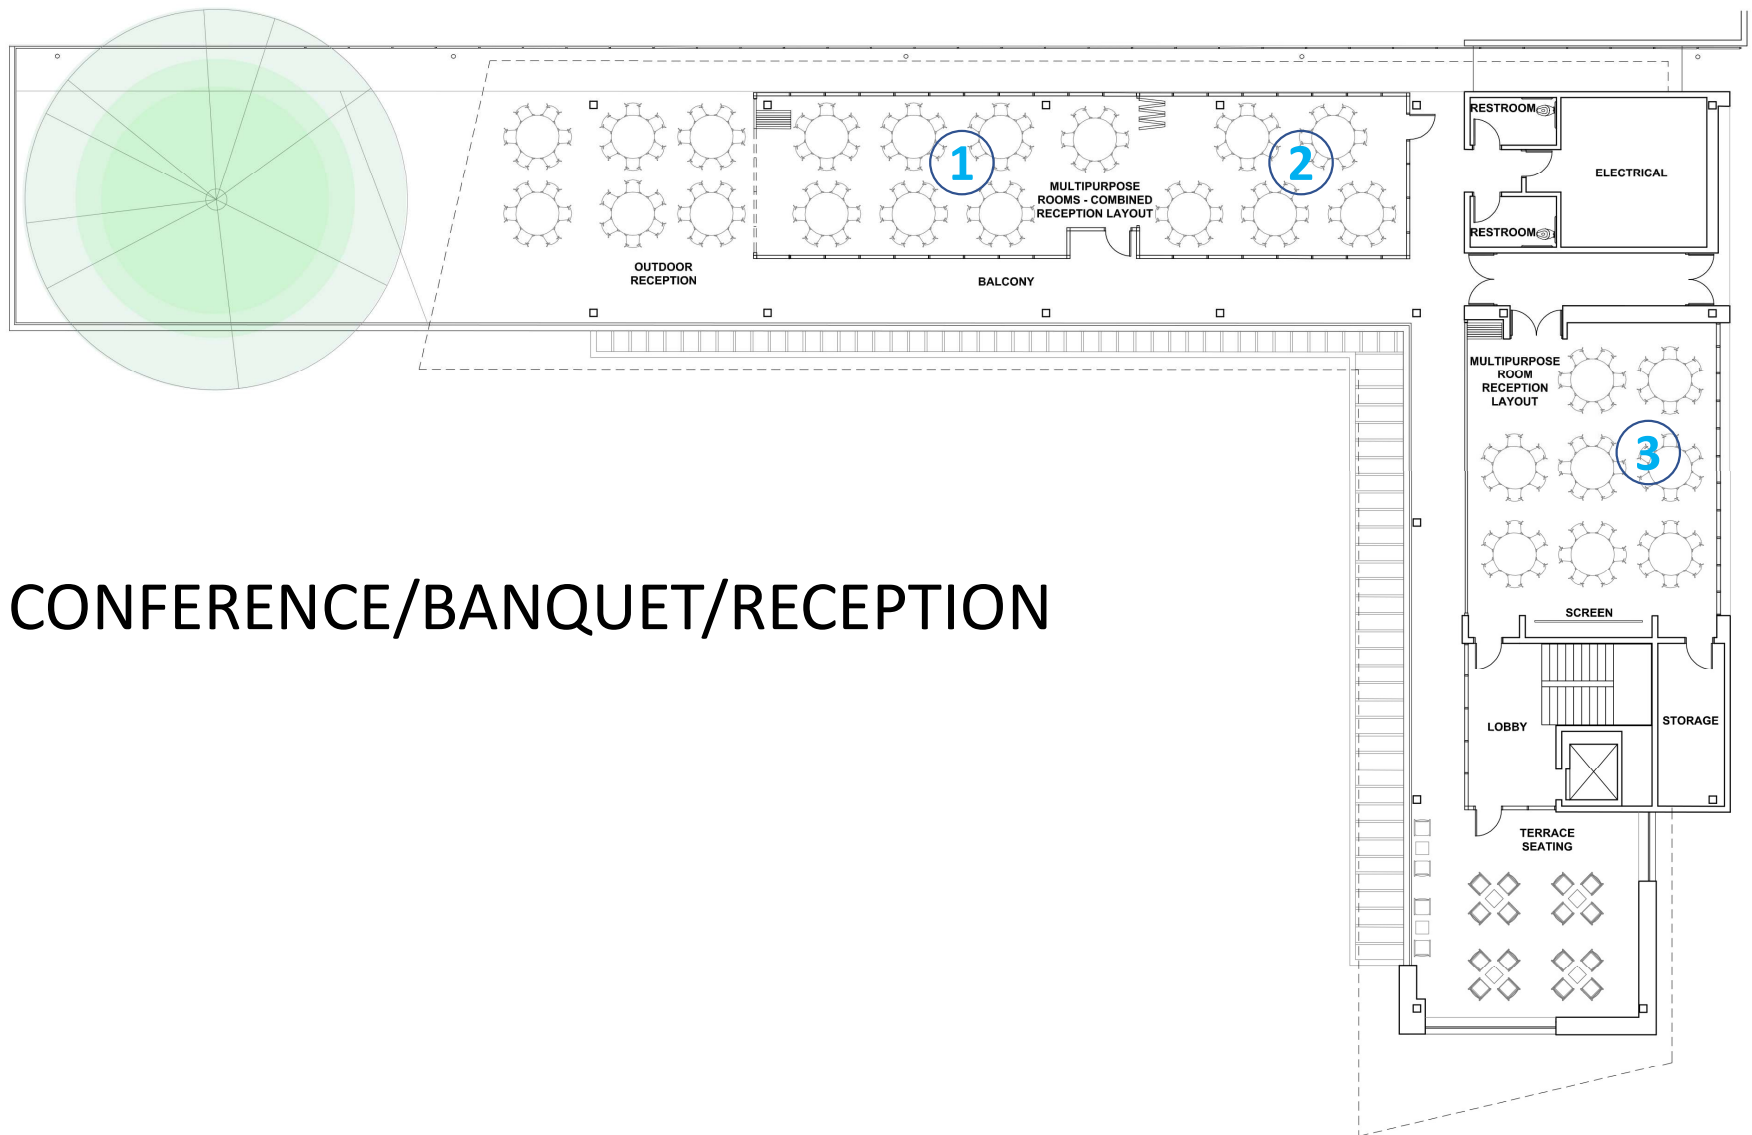 RESTROOM
ELECTRICAL
1
2
MULTIPURPOSE
ROOMS - COMBINED
RECEPTION LAYOUT
RESTROOM
OUTDOOR
RECEPTION
BALCONY
MULTIPURPOSE
ROOM
RECEPTION
LAYOUT
3
CONFERENCE/BANQUET/RECEPTION
SCREEN
LOBBY
STORAGE
TERRACE
SEATING